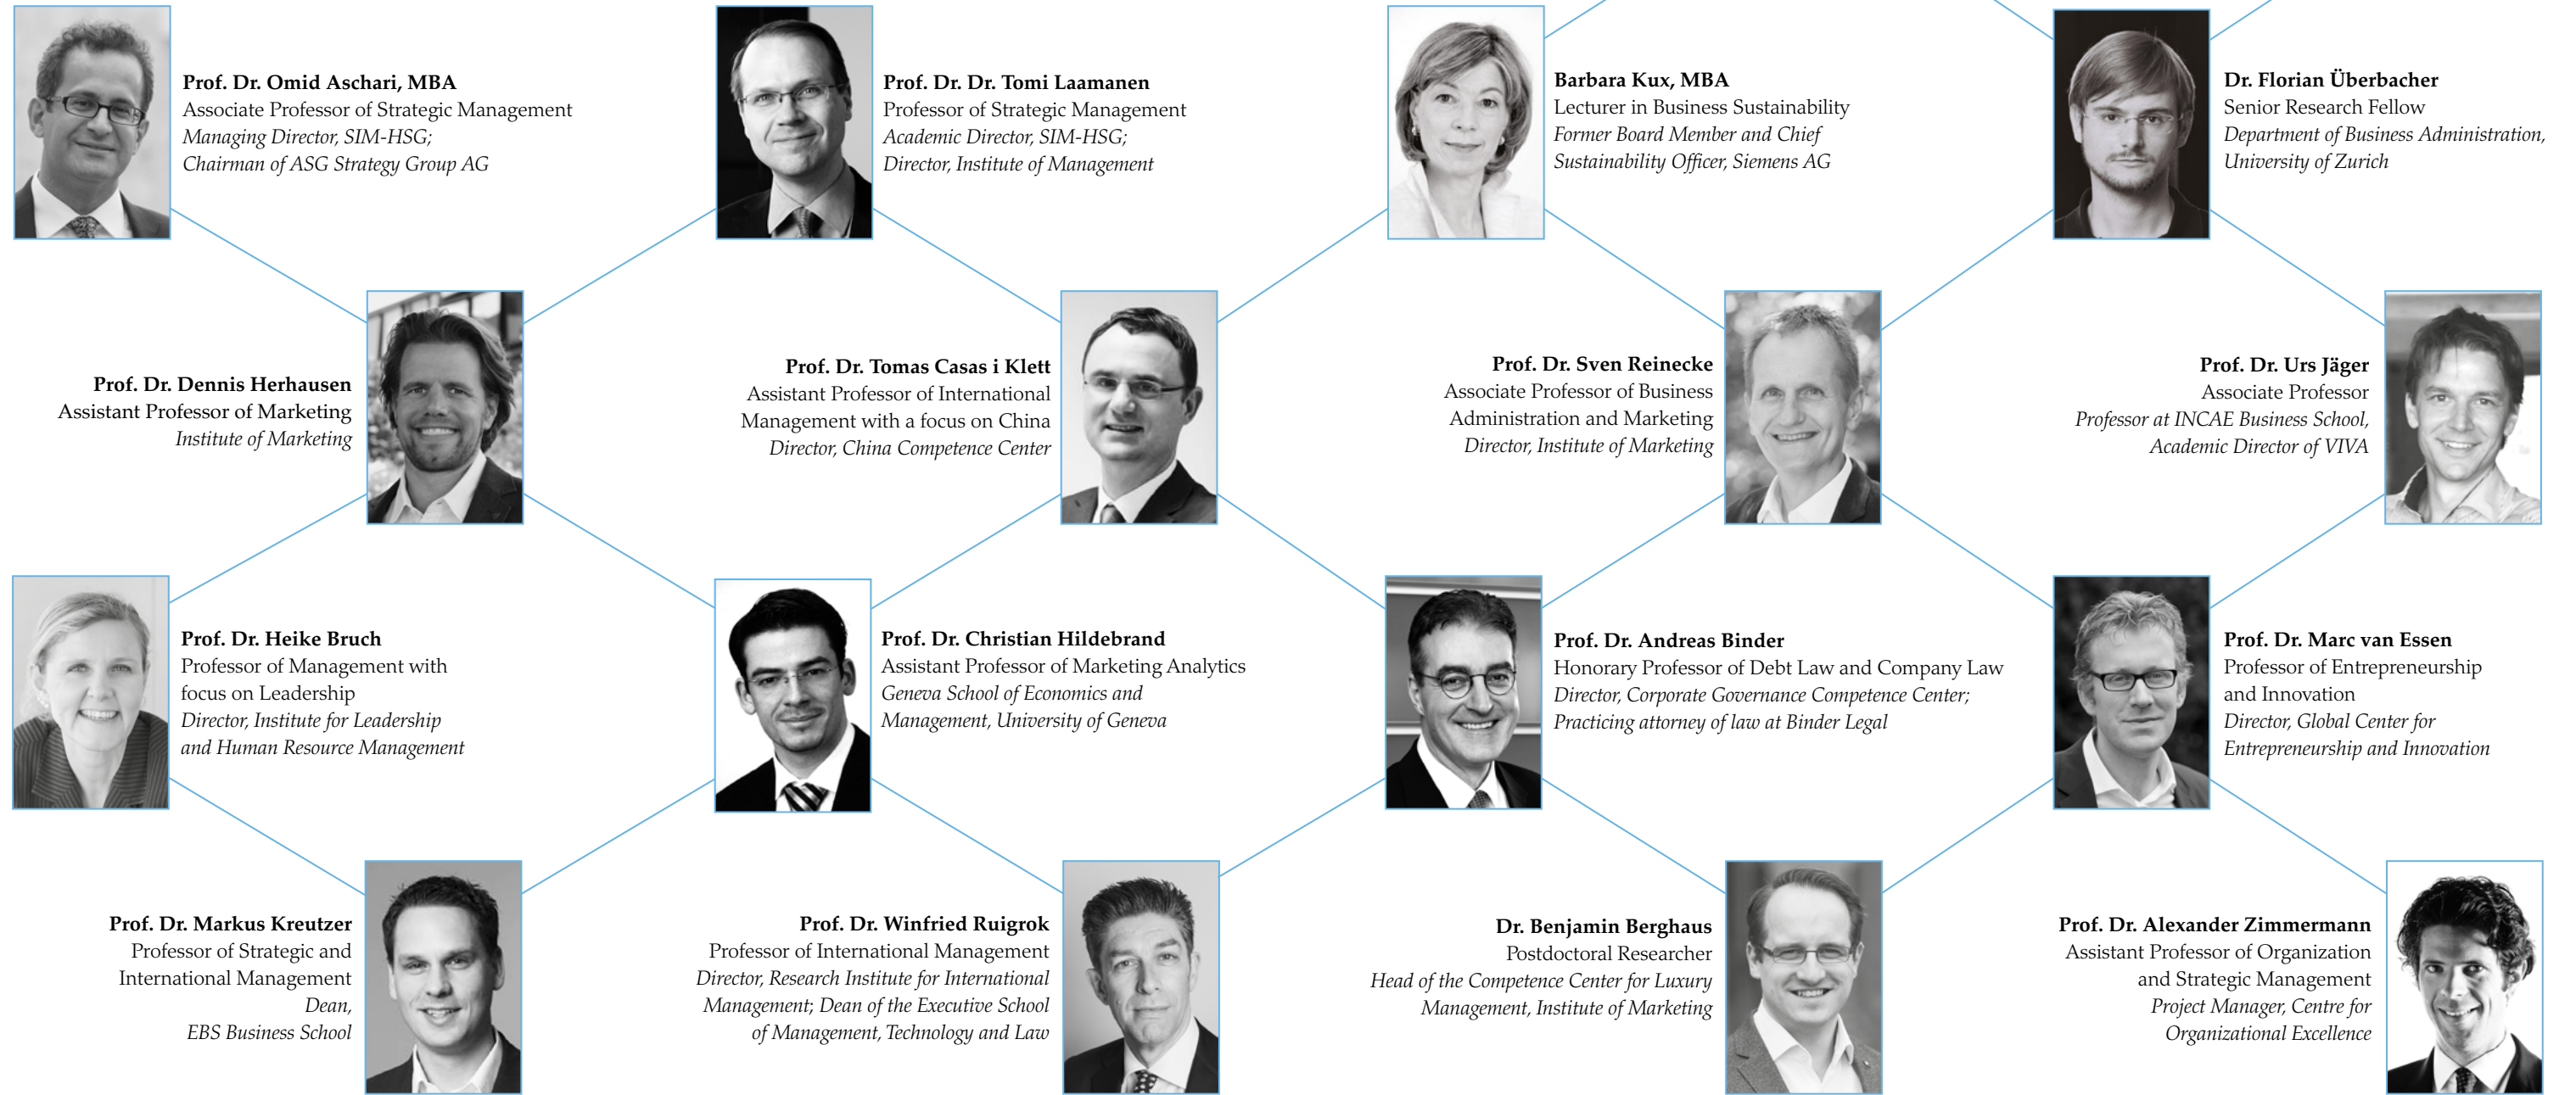 Prof. Dr. Omid Aschari, MBA
Associate Professor of Strategic Management
Managing Director, SIM-HSG;
Chairman of ASG Strategy Group AG
Prof. Dr. Dr. Tomi Laamanen
Professor of Strategic Management
Academic Director, SIM-HSG;
Director, Institute of Management
Barbara Kux, MBA
Lecturer in Business Sustainability
Former Board Member and Chief
Sustainability Officer, Siemens AG
Dr. Florian Überbacher
Senior Research Fellow
Department of Business Administration,
University of Zurich
Prof. Dr. Dennis Herhausen
Assistant Professor of Marketing
Institute of Marketing
Prof. Dr. Tomas Casas i Klett
Assistant Professor of International
Management with a focus on China
Director, China Competence Center
Prof. Dr. Sven Reinecke
Associate Professor of Business
Administration and Marketing
Director, Institute of Marketing
Prof. Dr. Urs Jäger
Associate Professor
Professor at INCAE Business School,
Academic Director of VIVA
Prof. Dr. Heike Bruch
Professor of Management with
focus on Leadership
Director, Institute for Leadership
and Human Resource Management
Prof. Dr. Christian Hildebrand
Assistant Professor of Marketing Analytics
Geneva School of Economics and
Management, University of Geneva
Prof. Dr. Andreas Binder
Honorary Professor of Debt Law and Company Law
Director, Corporate Governance Competence Center;
Practicing attorney of law at Binder Legal
Prof. Dr. Marc van Essen
Professor of Entrepreneurship
and Innovation
Director, Global Center for
Entrepreneurship and Innovation
Prof. Dr. Markus Kreutzer
Professor of Strategic and
International Management
Dean,
EBS Business School
Prof. Dr. Winfried Ruigrok
Professor of International Management
Director, Research Institute for International
Management; Dean of the Executive School
of Management, Technology and Law
Dr. Benjamin Berghaus
Postdoctoral Researcher
Head of the Competence Center for Luxury
Management, Institute of Marketing
Prof. Dr. Alexander Zimmermann
Assistant Professor of Organization
and Strategic Management
Project Manager, Centre for
Organizational Excellence